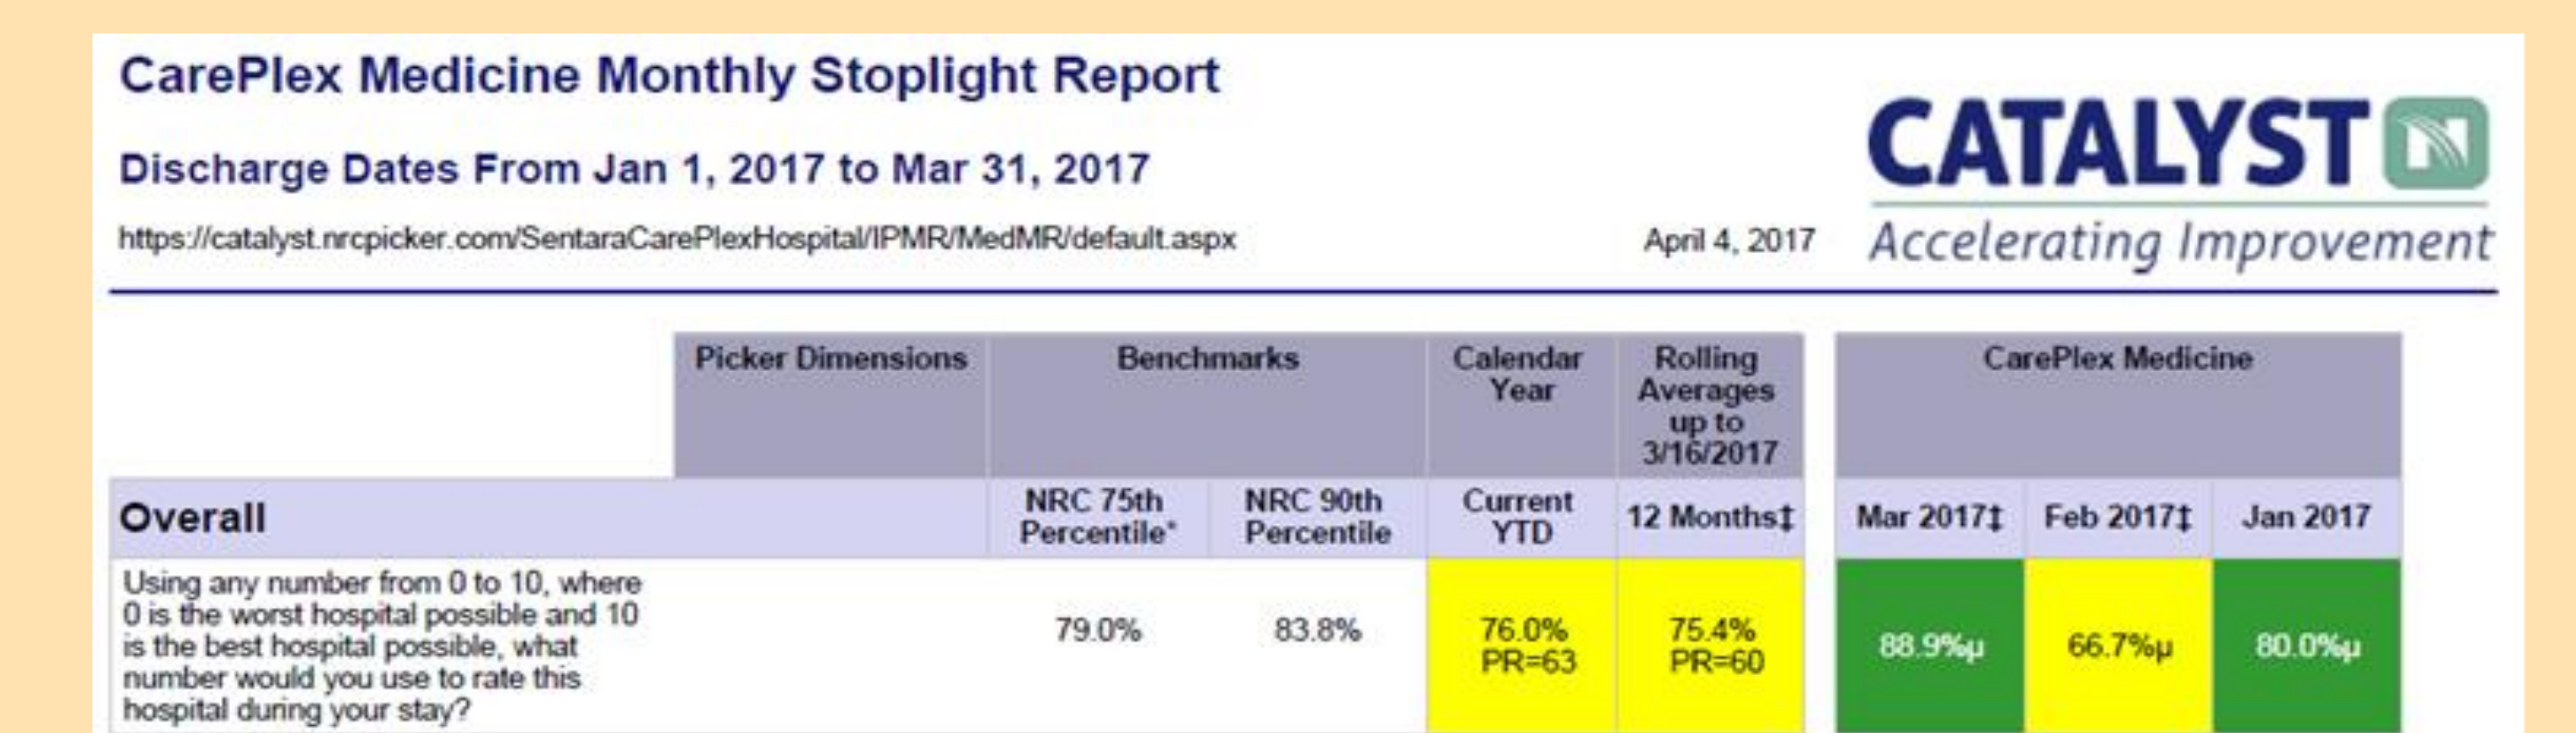 CarePlex Medicine Monthly Stoplight Report
Discharge Dates From Jan 1, 2017 to Mar 31, 2017
https://catalyst.nrcpicker.com/SentaraCarePlexHospital/IPMR/MedMR/default.aspx
April 4, 2017
CATALYST N
Accelerating Improvement
Picker Dimensions
Benchmarks
Calendar
Year
Rolling
Averages
up to
3/16/2017
CarePlex Medicine
Overall
NRC 75th
Percentile*
NRC 90th
Percentile
Current
YTD
12 Months‡
Mar 2017‡
Feb 2017‡
Jan 2017
Using any number from 0 to 10, where
0 is the worst hospital possible and 10
is the best hospital possible, what
number would you use to rate this
hospital during your stay?
79.0%
83.8%
76.0%
PR=63
75.4%
PR=60
88.9%µ
66.7%µ
80.0%µ